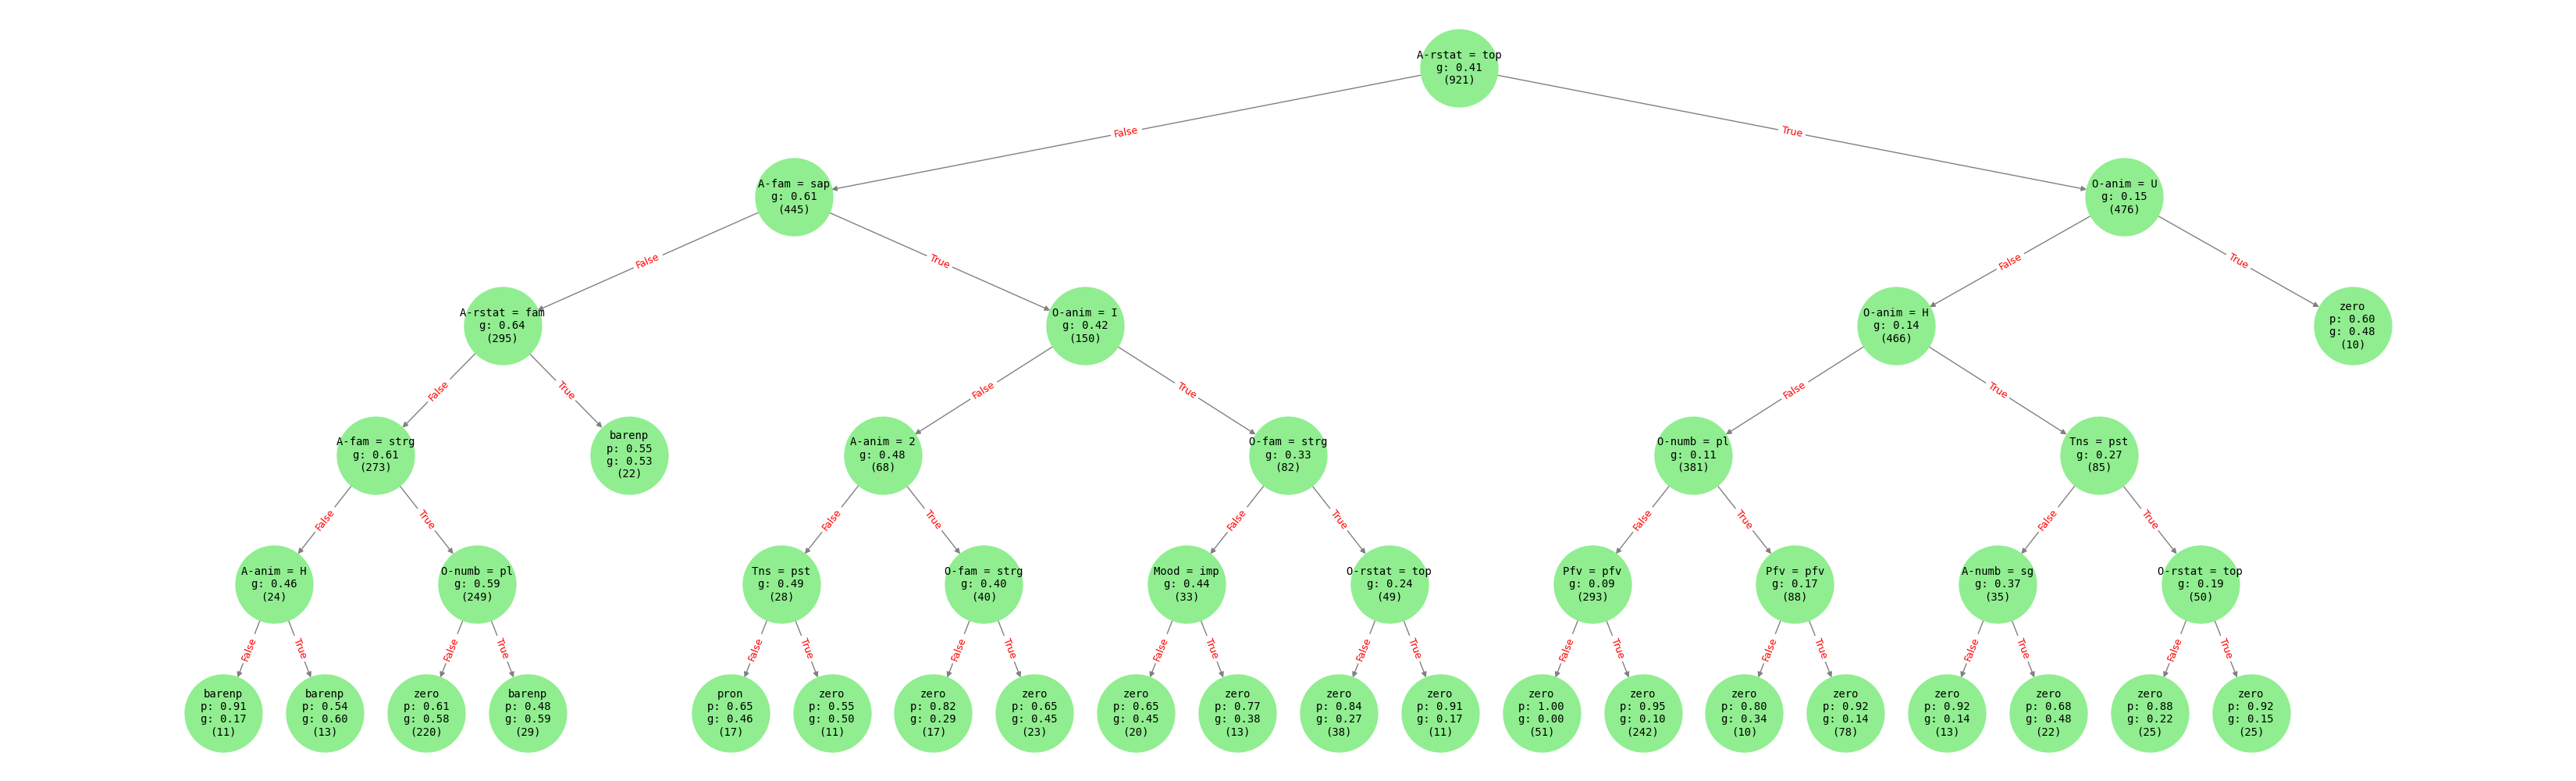 A-rstat = top
g: 0.41
(921)
False
True
A-fam = sap
g: 0.61
(445)
O-anim = U
g: 0.15
(476)
False
True
False
True
A-rstat = fam
g: 0.64
(295)
O-anim = I
g: 0.42
(150)
O-anim = H
g: 0.14
(466)
zero
p: 0.60
g: 0.48
(10)
False
True
False
True
False
True
A-fam = strg
g: 0.61
(273)
barenp
p: 0.55
g: 0.53
(22)
A-anim = 2
g: 0.48
(68)
O-fam = strg
g: 0.33
(82)
O-numb = pl
g: 0.11
(381)
Tns = pst
g: 0.27
(85)
False
True
False
True
False
True
False
True
False
True
A-anim = H
g: 0.46
(24)
O-numb = pl
g: 0.59
(249)
Tns = pst
g: 0.49
(28)
O-fam = strg
g: 0.40
(40)
Mood = imp
g: 0.44
(33)
O-rstat = top
g: 0.24
(49)
Pfv = pfv
g: 0.09
(293)
Pfv = pfv
g: 0.17
(88)
A-numb = sg
g: 0.37
(35)
O-rstat = top
g: 0.19
(50)
False
True
False
True
False
True
False
True
False
True
False
True
False
True
False
True
False
True
False
True
barenp
p: 0.91
g: 0.17
(11)
barenp
p: 0.54
g: 0.60
(13)
zero
p: 0.61
g: 0.58
(220)
barenp
p: 0.48
g: 0.59
(29)
pron
p: 0.65
g: 0.46
(17)
zero
p: 0.55
g: 0.50
(11)
zero
p: 0.82
g: 0.29
(17)
zero
p: 0.65
g: 0.45
(23)
zero
p: 0.65
g: 0.45
(20)
zero
p: 0.77
g: 0.38
(13)
zero
p: 0.84
g: 0.27
(38)
zero
p: 0.91
g: 0.17
(11)
zero
p: 1.00
g: 0.00
(51)
zero
p: 0.95
g: 0.10
(242)
zero
p: 0.80
g: 0.34
(10)
zero
p: 0.92
g: 0.14
(78)
zero
p: 0.92
g: 0.14
(13)
zero
p: 0.68
g: 0.48
(22)
zero
p: 0.88
g: 0.22
(25)
zero
p: 0.92
g: 0.15
(25)